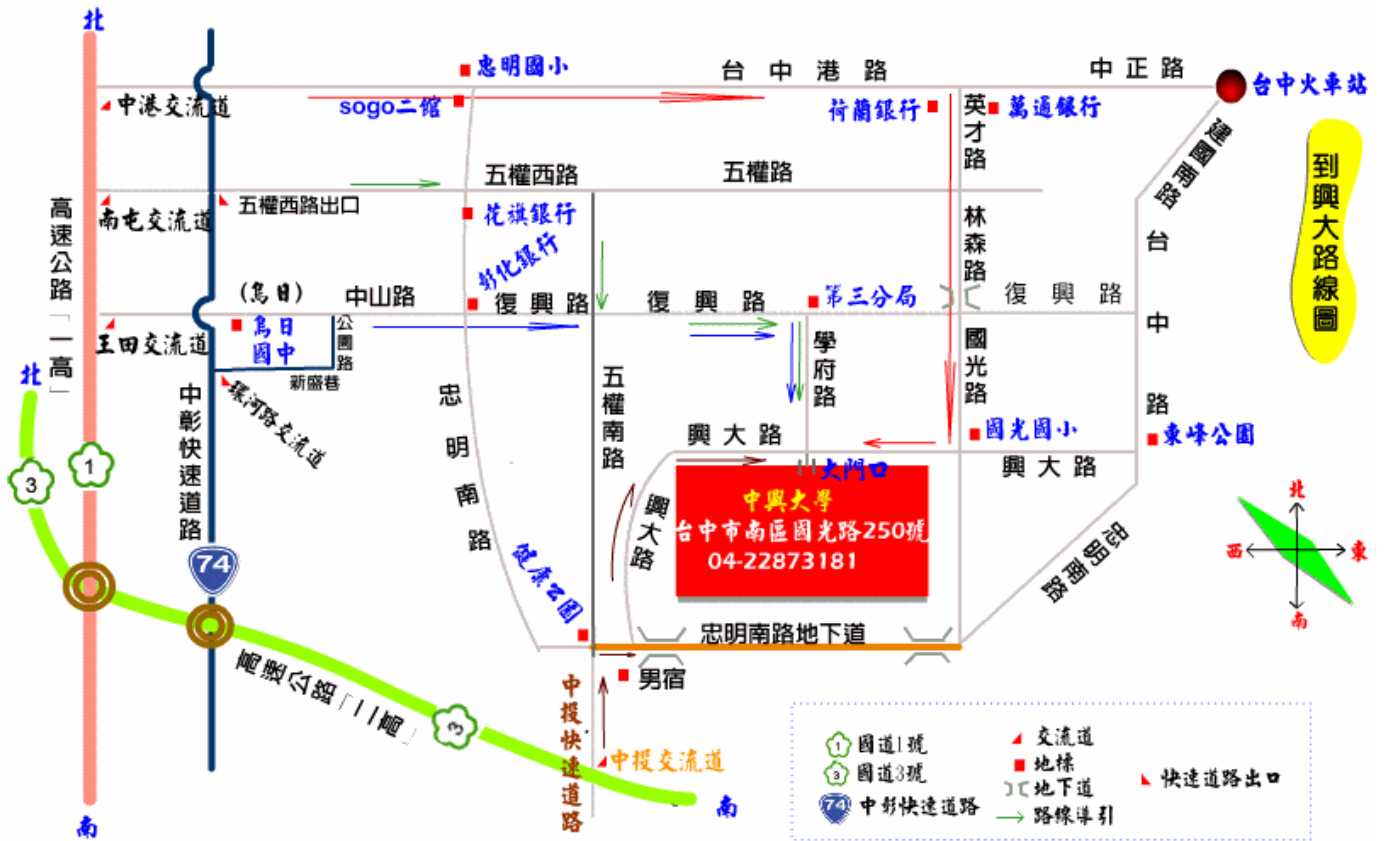 北
忠明國小
台中港路
中正路
台中火車站
中港交流道
sogo二館
荷蘭銀行
英才路
萬通銀行
建國南路
到興大路線圖
五權西路
五權路
高速公路「一高」
南屯交流道
五權西路出口
花旗銀行
林森路
台中路
彰化銀行
(烏日)
中山路
復興路
復興路
第三分局
復興路
王田交流道
烏日
國中
公園路
學府路
國光路
北
新盛巷
中彰快速道路
環河路交流道
忠明南路
五權南路
興大路
國光國小
東峰公園
1
3
大門口
興大路
中興大學
台中市南區國光路250號
04-22873181
興大路
忠明南路
北
西
東
南
74
健康公園
忠明南路地下道
高速公路「二高」
男宿
3
中投快速道路
中投交流道
南
南
1
國道1號
3
國道3號
74
中彰快速道路
交流道
地標
地下道
路線導引
快速道路出口